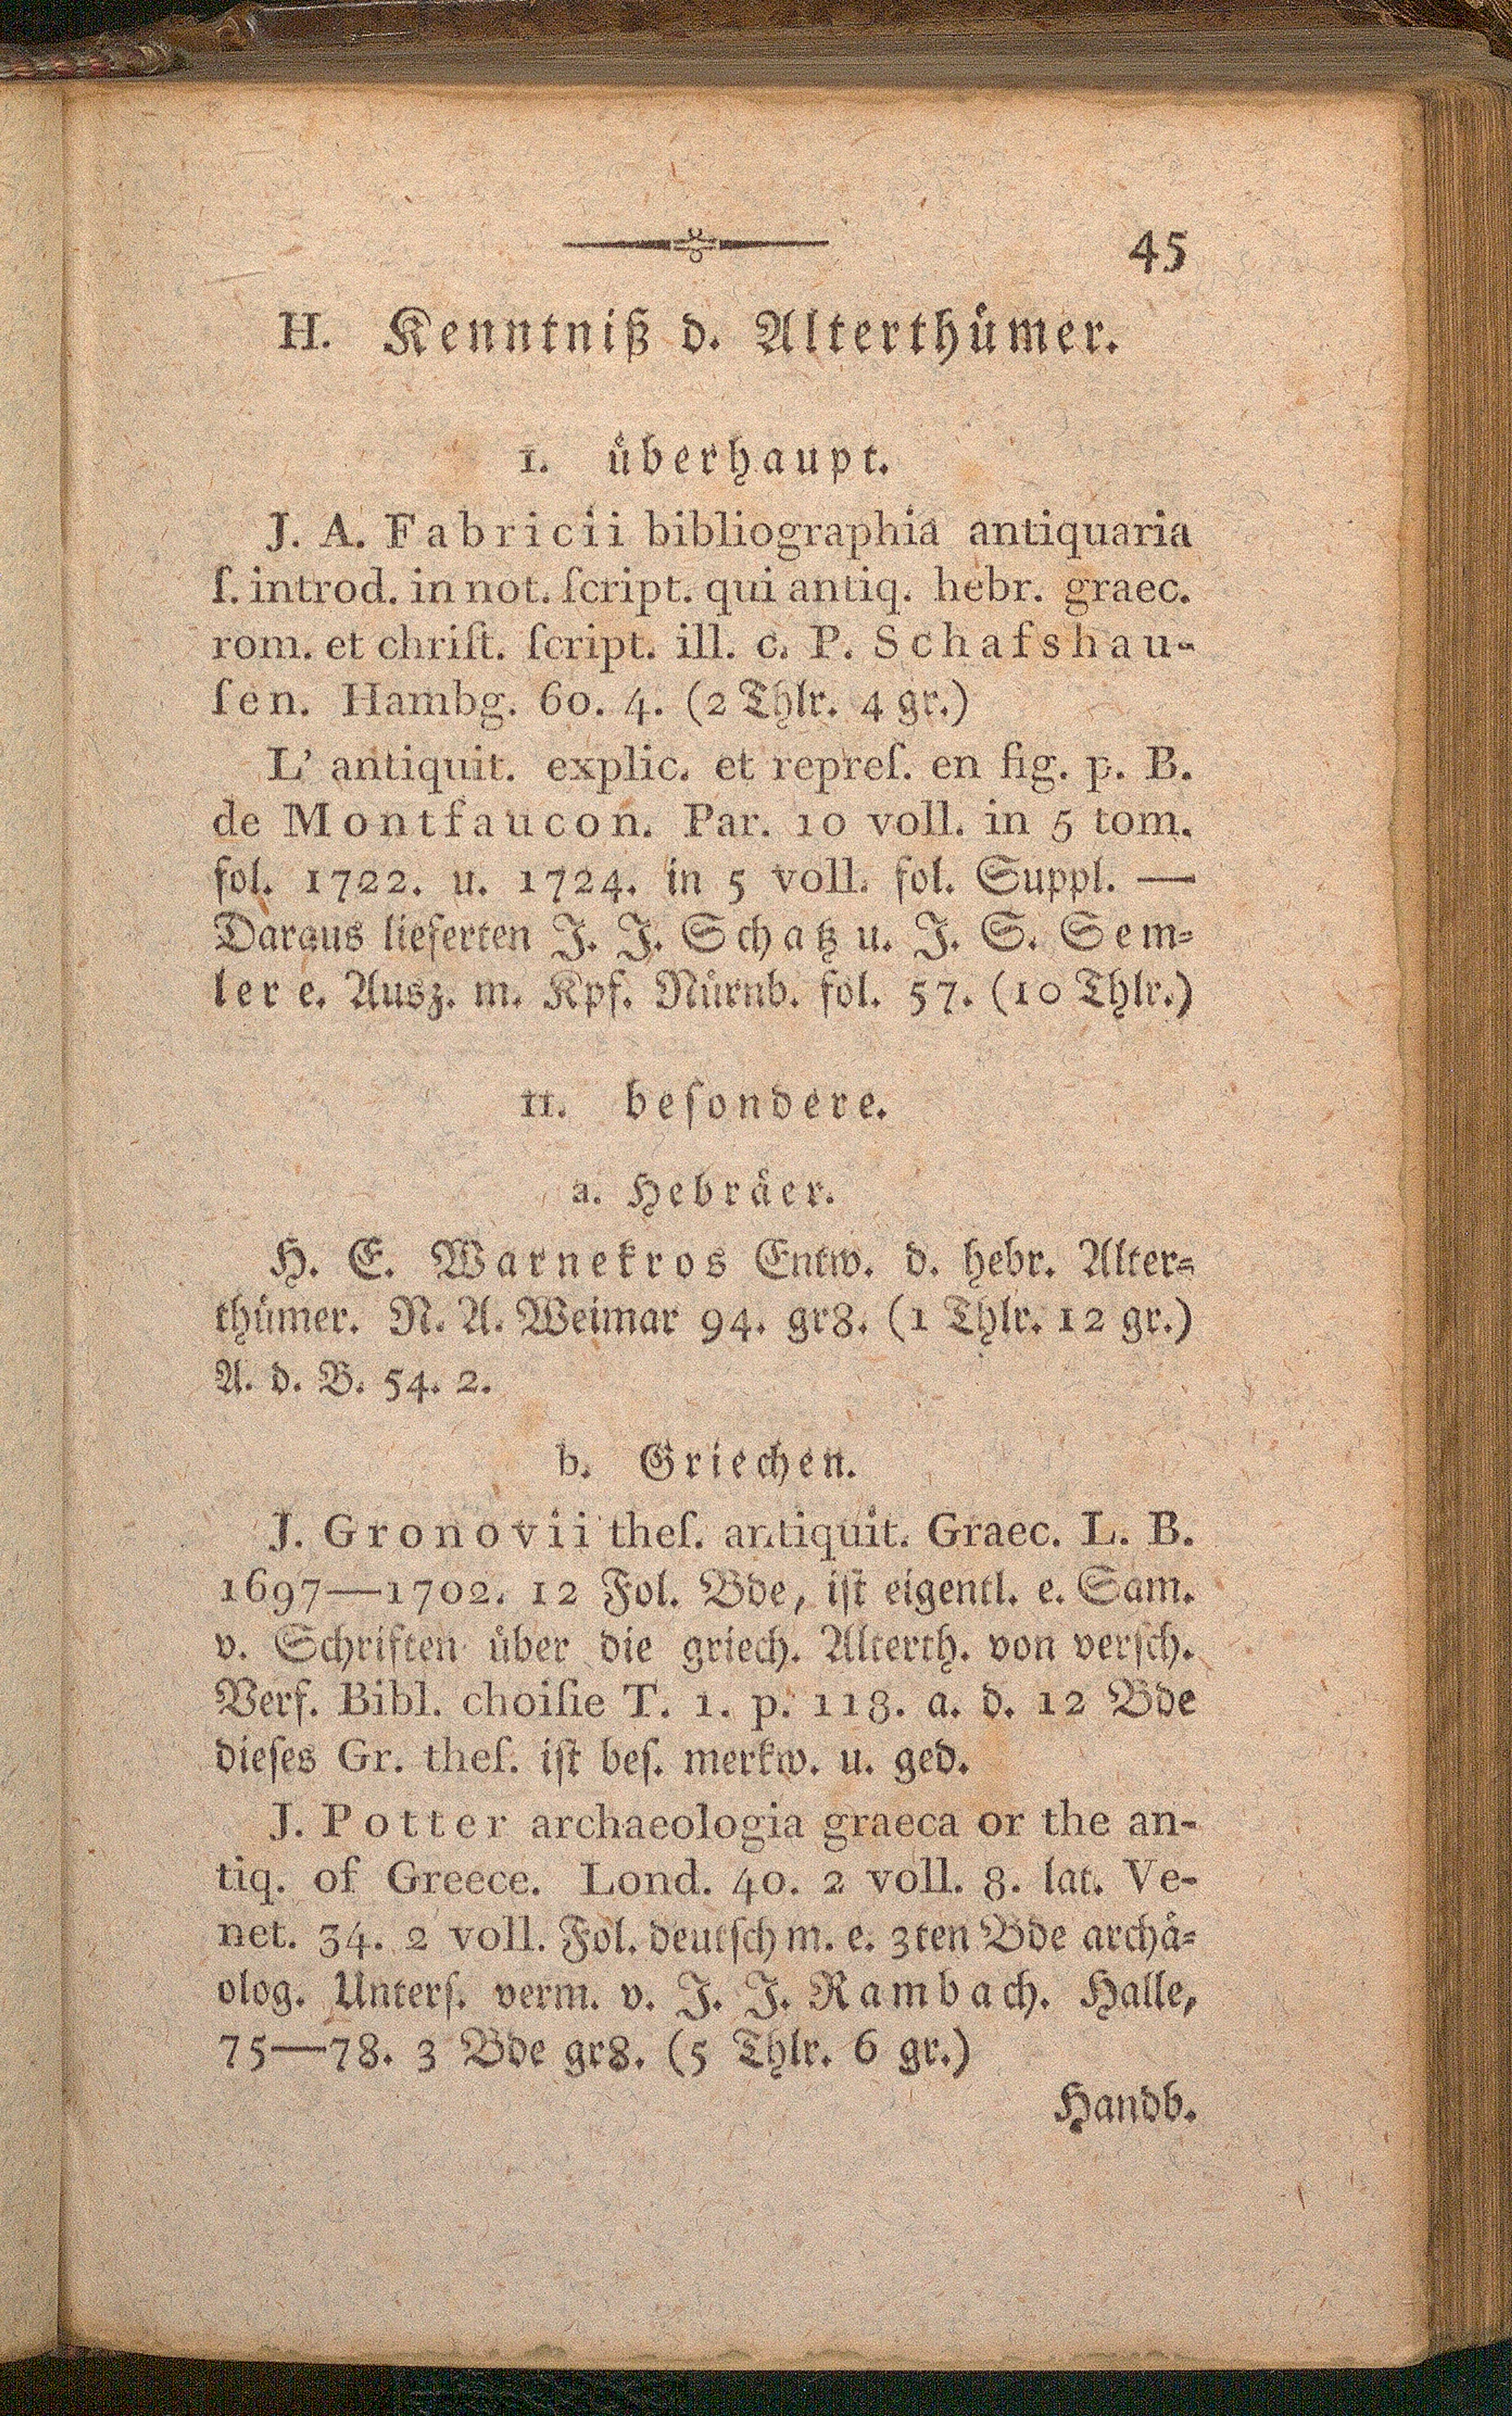 45
H. Kenntniß d. Alterthümer.
I. überhaupt.
J. A. Fabricii bibliographia antiquaria
ſ. introd. in not. ſcript. qui antiq. hebr. graec.
rom. et chriſt. ſcript. ill. c. P. Schafshau-
ſen. Hambg. 60. 4. (2 Thlr. 4 gr.)
L' antiquit. explic. et repreſ. en fig. p. B.
de Montfaucon. Par. 10 voll. in 5 tom.
fol. 1722. u. 1724. in 5 voll. fol. Suppl. —
Daraus lieferten J. J. Schatz u. J. S. Sem-
ler e. Ausz. m. Kpf. Nürnb. fol. 57. (10 Thlr.)
II. beſondere.
a. Hebräer.
H. E. Warnekros Entw. d. hebr. Alter-
thümer. N. A. Weimar 94. gr8. (1 Thlr. 12 gr.)
A. d. B. 54. 2.
b. Griechen.
J. Gronovii theſ. antiquit. Graec. L. B.
1697—1702. 12 Fol. Bde, iſt eigentl. e. Sam.
v. Schriften über die griech. Alterth. von verſch.
Verf. Bibl. choiſie T. 1. p. 118. a. d. 12 Bde
dieſes Gr. theſ. iſt beſ. merkw. u. ged.
J. Potter archaeologia graeca or the an-
tiq. of Greece. Lond. 40. 2 voll. 8. lat. Ve-
net. 34. 2 voll. Fol. deutſch m. e. 3ten Bde archä-
olog. Unterſ. verm. v. J. J. Rambach. Halle,
75—78. 3 Bde gr8. (5 Thlr. 6 gr.)
Handb.